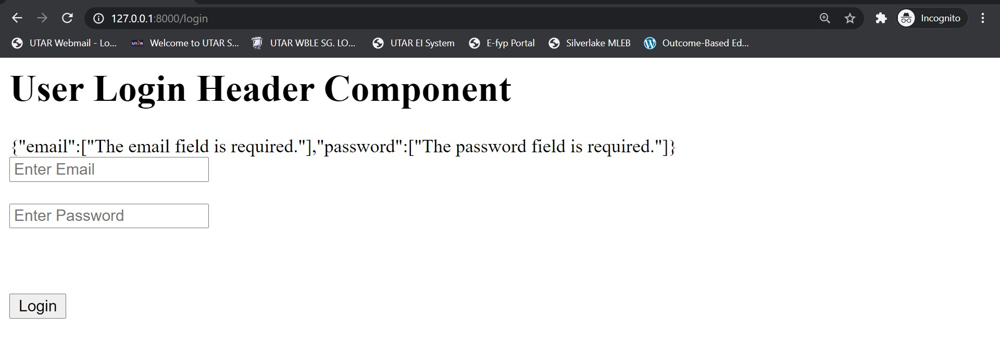 127.0.0.1:8000/login
Incognito
UTAR Webmail - Lo... UTAR Welcome to UTAR S... UTAR WBLE SG. LO... UTAR EI System E-fyp Portal Silverlake MLEB Outcome-Based Ed...
User Login Header Component
{"email":["The email field is required."],"password":["The password field is required."]}
Enter Email
Enter Password
Login